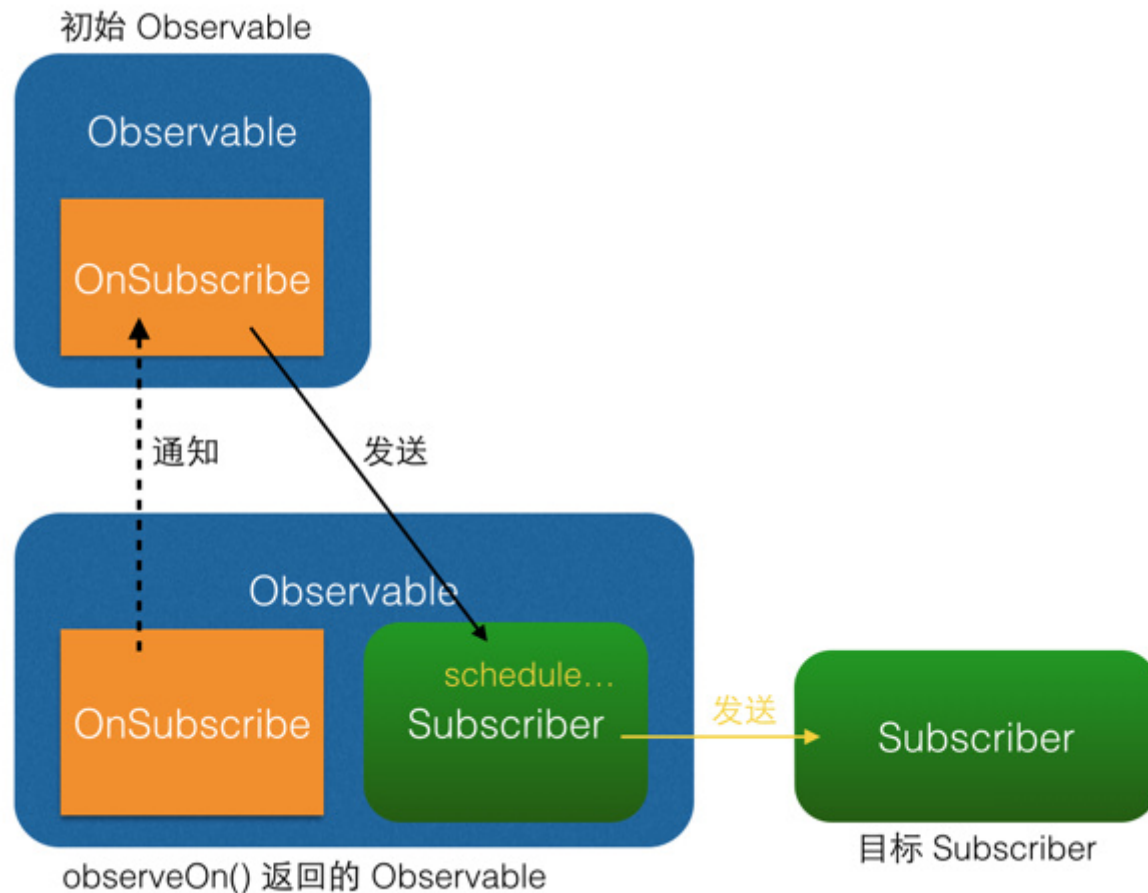 初始 Observable
Observable
OnSubscribe
通知
发送
Observable
schedule...
OnSubscribe
Subscriber
发送
Subscriber
目标 Subscriber
observeOn() 返回的 Observable